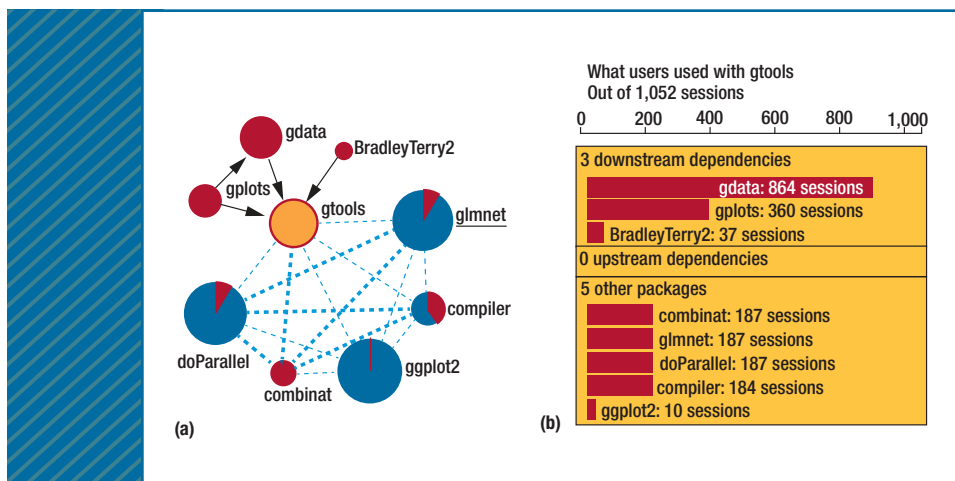 gdata
BradleyTerry2
gplots
gtools
glmnet
compiler
doParallel
ggplot2
combinat
(a)
What users used with gtools
Out of 1,052 sessions
0 200 400 600 800 1,000
3 downstream dependencies
gdata: 864 sessions
gplots: 360 sessions
BradleyTerry2: 37 sessions
0 upstream dependencies
5 other packages
combinat: 187 sessions
glmnet: 187 sessions
doParallel: 187 sessions
compiler: 184 sessions
ggplot2: 10 sessions
(b)